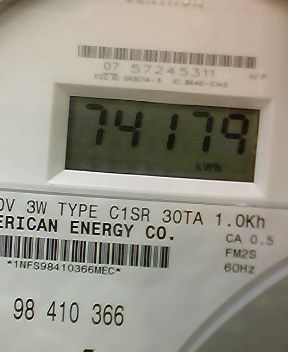 07 57245311
HFP
74179
kWh
0V 3W TYPE C1SR 30TA 1.0Kh
ERICAN ENERGY CO.
CA 0.5
*1NFS98410366MEC*
FM2S
60Hz
98 410 366